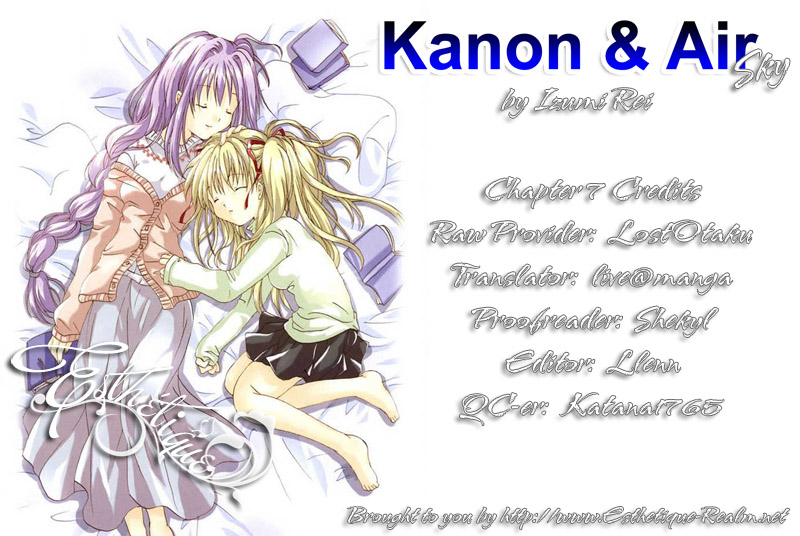 Kanon & Air
Sky
by Izumi Rei
Chapter 7 Credits
Raw Provider: LostOtaku
Translator: live@manga
Proofreader: Shekyl
Editor: Llenn
QC-er: Katana1765
Esthétique
Brought to you by http://www.Esthetique-Realm.net